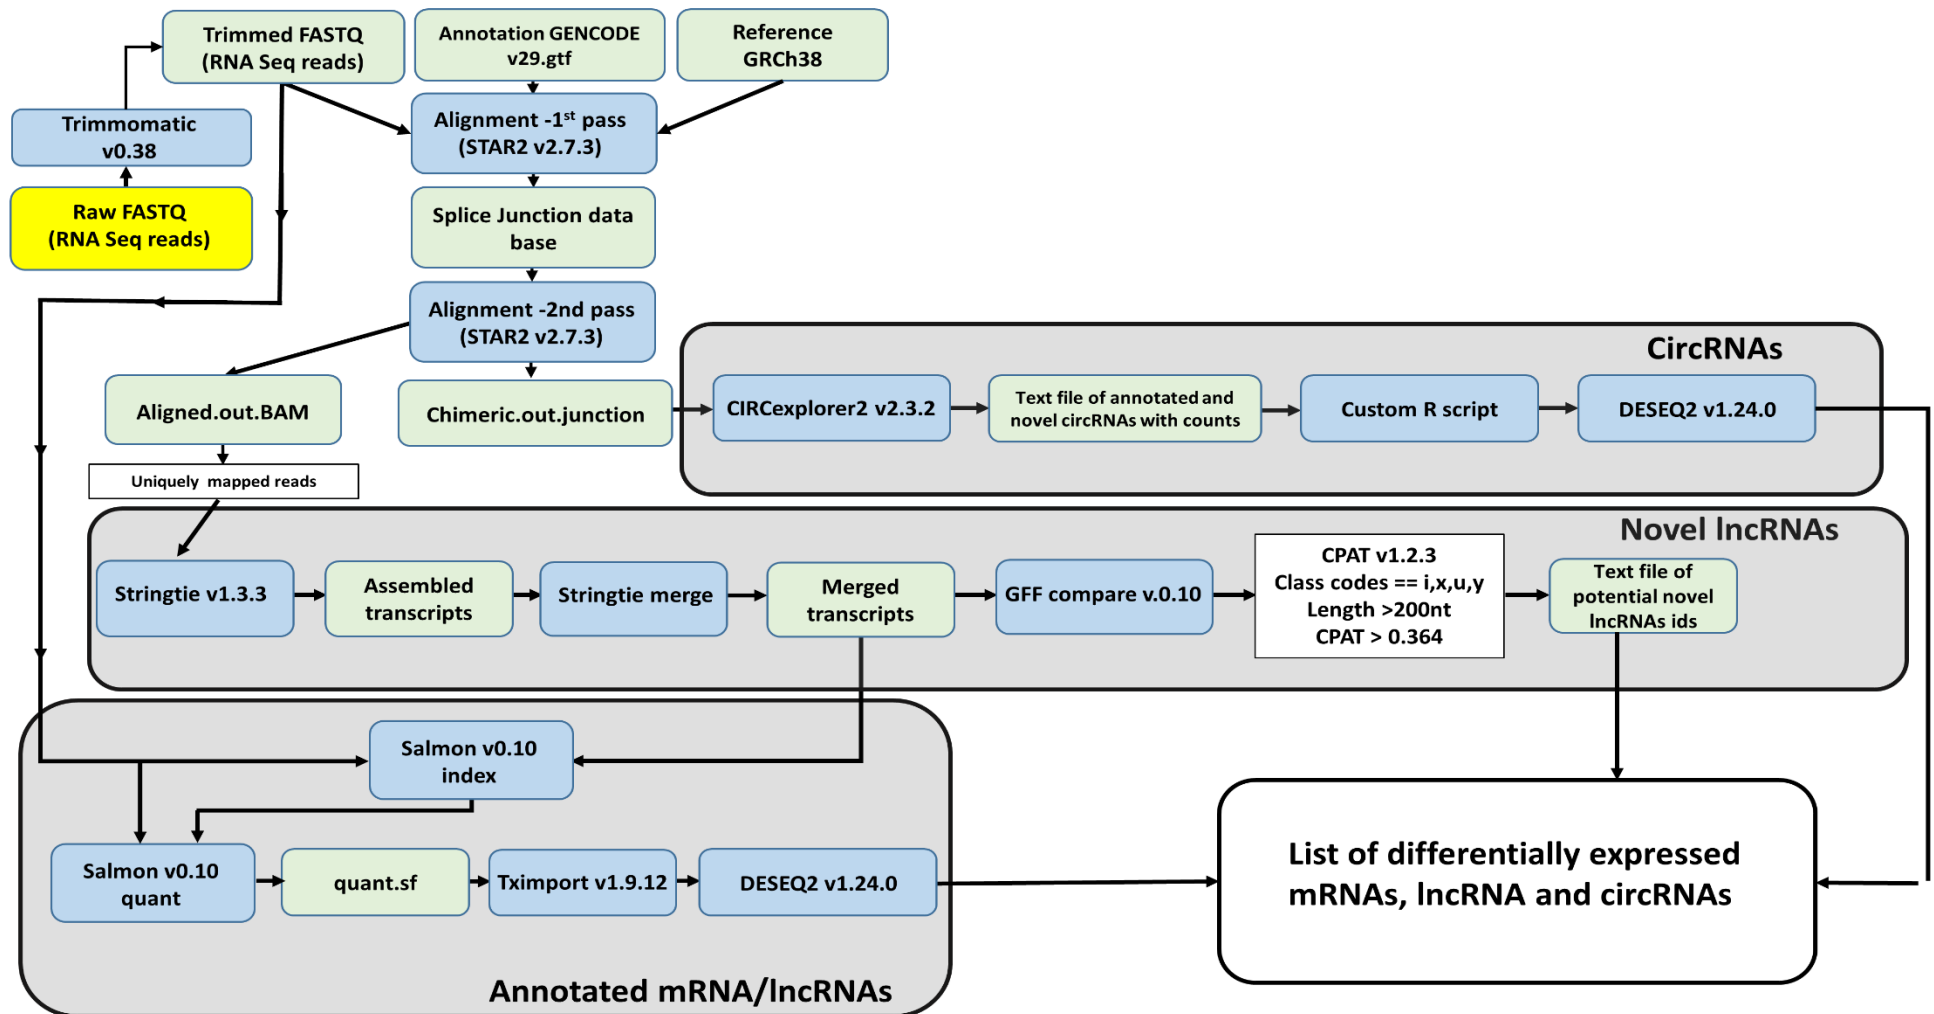 Trimmed FASTQ
(RNA Seq reads)
Annotation GENCODE
v29.gtf
Reference
GRCh38
Trimmomatic
v0.38
Alignment -1st pass
(STAR2 v2.7.3)
Raw FASTQ
(RNA Seq reads)
Splice Junction data
base
Alignment -2nd pass
(STAR2 v2.7.3)
CircRNAs
Aligned.out.BAM
Chimeric.out.junction
CIRCexplorer2 v2.3.2
Text file of annotated and
novel circRNAs with counts
Custom R script
DESEQ2 v1.24.0
Uniquely mapped reads
Novel lncRNAs
Stringtie v1.3.3
Assembled
transcripts
Stringtie merge
Merged
transcripts
GFF compare v.0.10
CPAT v1.2.3
Class codes == i,x,u,y
Length >200nt
CPAT > 0.364
Text file of
potential novel
lncRNAs ids
Salmon v0.10
index
Salmon v0.10
quant
quant.sf
Tximport v1.9.12
DESEQ2 v1.24.0
List of differentially expressed
mRNAs, lncRNA and circRNAs
Annotated mRNA/lncRNAs